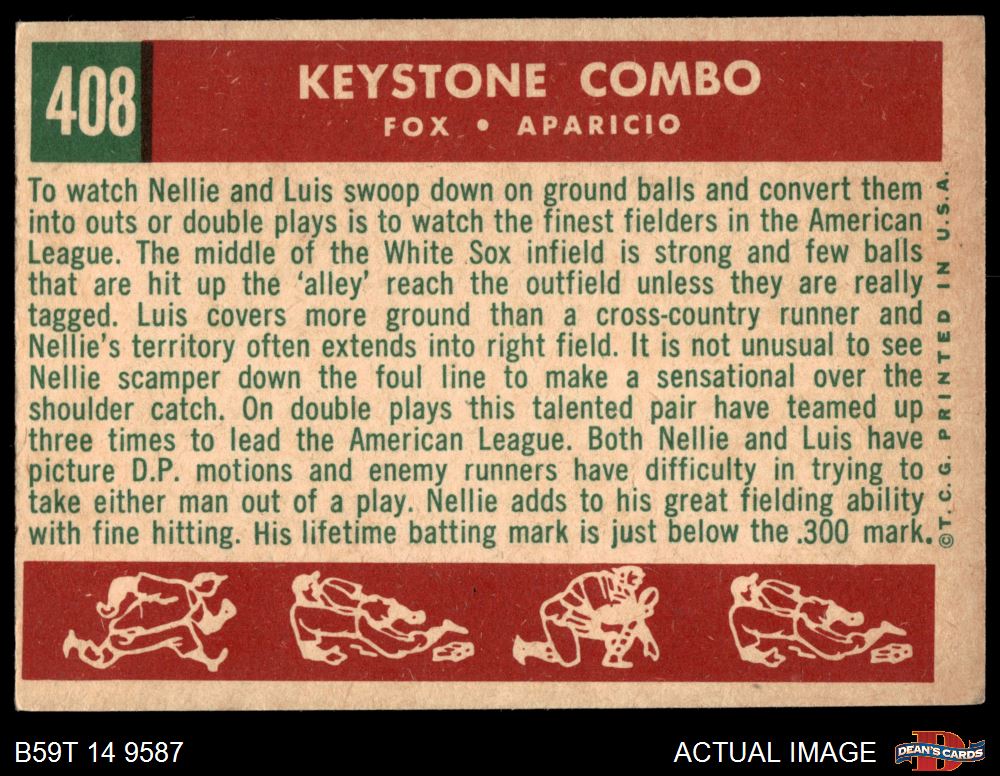 408
KEYSTONE COMBO
FOX • APARICIO
To watch Nellie and Luis swoop down on ground balls and convert them
into outs or double plays is to watch the finest fielders in the American
League. The middle of the White Sox infield is strong and few balls
that are hit up the ‘alley’ reach the outfield unless they are really
tagged. Luis covers more ground than a cross-country runner and
Nellie’s territory often extends into right field. It is not unusual to see
Nellie scamper down the foul line to make a sensational over the
shoulder catch. On double plays this talented pair have teamed up
three times to lead the American League. Both Nellie and Luis have
picture D.P. motions and enemy runners have difficulty in trying to
take either man out of a play. Nellie adds to his great fielding ability
with fine hitting. His lifetime batting mark is just below the .300 mark.
©T. C. G. PRINTED IN U.S.A.
B59T 14 9587
ACTUAL IMAGE
DEAN'S CARDS